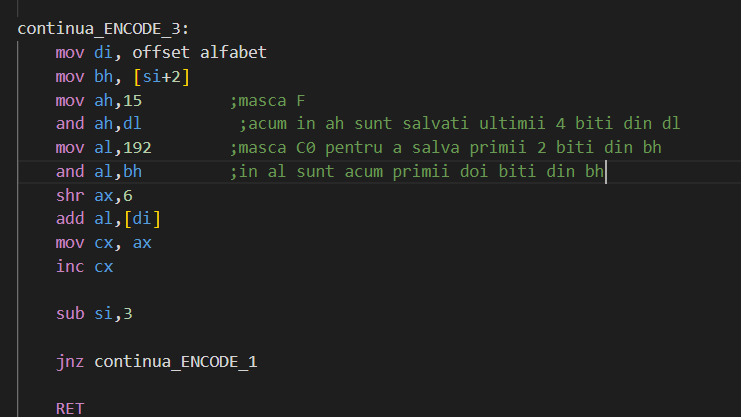 continua_ENCODE_3:
mov di, offset alfabet
mov bh, [si+2]
mov ah,15 ;masca F
and ah,dl ;acum in ah sunt salvati ultimii 4 biti din dl
mov al,192 ;masca C0 pentru a salva primii 2 biti din bh
and al,bh ;in al sunt acum primii doi biti din bh
shr ax,6
add al,[di]
mov cx, ax
inc cx
sub si,3
jnz continua_ENCODE_1
RET